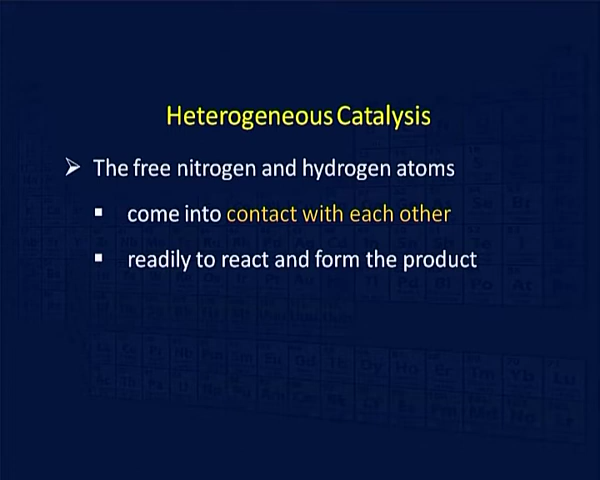 Heterogeneous Catalysis
➢ The free nitrogen and hydrogen atoms
▪ come into contact with each other
▪ readily to react and form the product